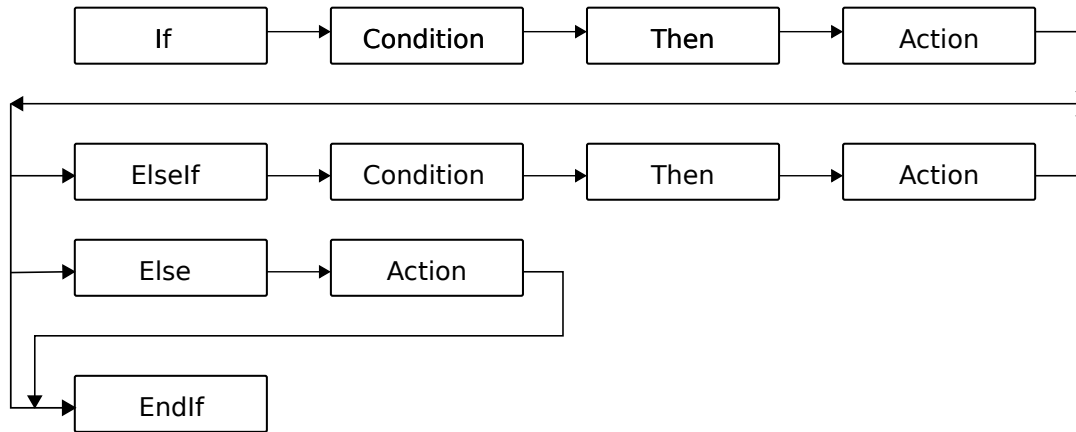 If Condition Then Action
ElseIf Condition Then Action
Else Action
EndIf